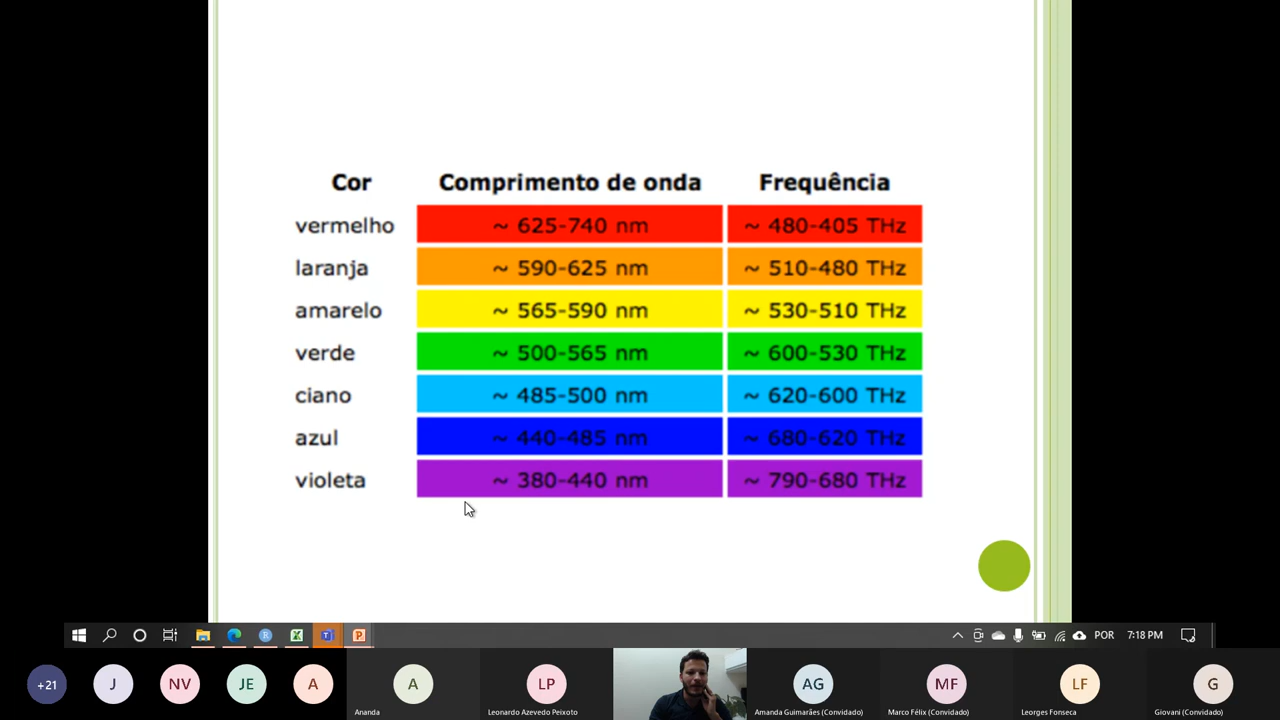 Cor Comprimento de onda Frequência
vermelho ~ 625-740 nm ~ 480-405 THz
laranja ~ 590-625 nm ~ 510-480 THz
amarelo ~ 565-590 nm ~ 530-510 THz
verde ~ 500-565 nm ~ 600-530 THz
ciano ~ 485-500 nm ~ 620-600 THz
azul ~ 440-485 nm ~ 680-620 THz
violeta ~ 380-440 nm ~ 790-680 THz
POR 7:18 PM
+21 J NV JE A A LP AG MF LF G
Ananda Leonardo Azevedo Peixoto Amanda Guimarães (Convidado) Marco Félix (Convidado) Leorges Fonseca Giovani (Convidado)